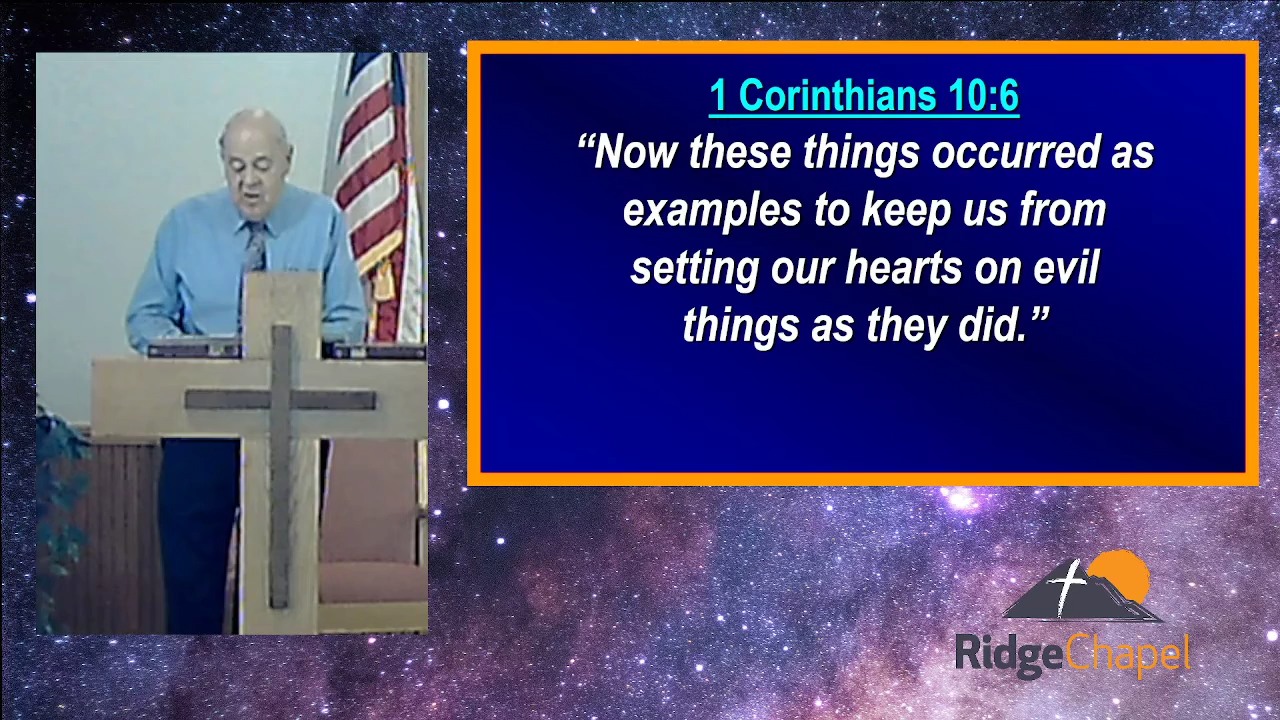 1 Corinthians 10:6
“Now these things occurred as
examples to keep us from
setting our hearts on evil
things as they did.”
RidgeChapel